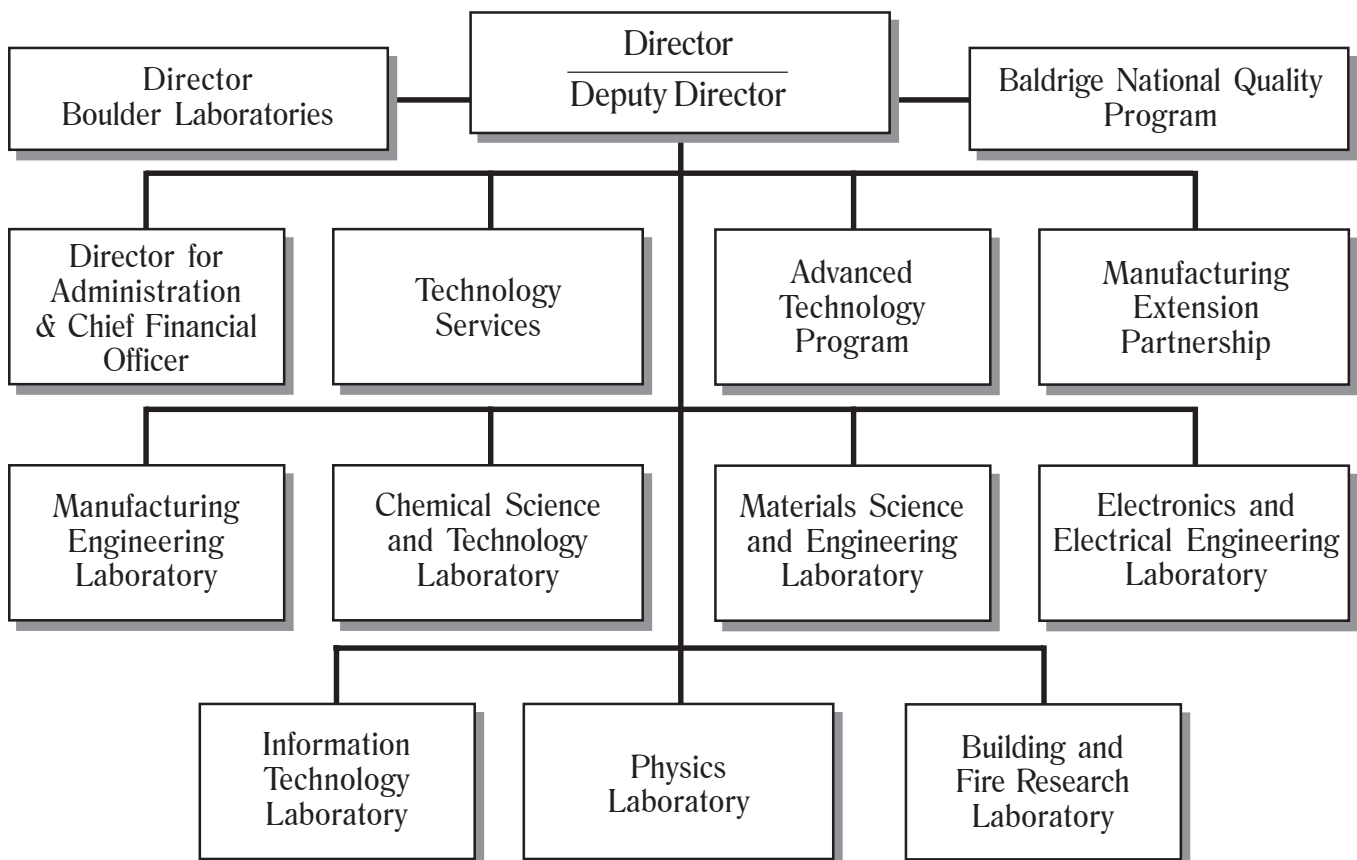 Director
Deputy Director
Director
Boulder Laboratories
Baldrige National Quality
Program
Director for
Administration
& Chief Financial
Officer
Technology
Services
Advanced
Technology
Program
Manufacturing
Extension
Partnership
Manufacturing
Engineering
Laboratory
Chemical Science
and Technology
Laboratory
Materials Science
and Engineering
Laboratory
Electronics and
Electrical Engineering
Laboratory
Information
Technology
Laboratory
Physics
Laboratory
Building and
Fire Research
Laboratory